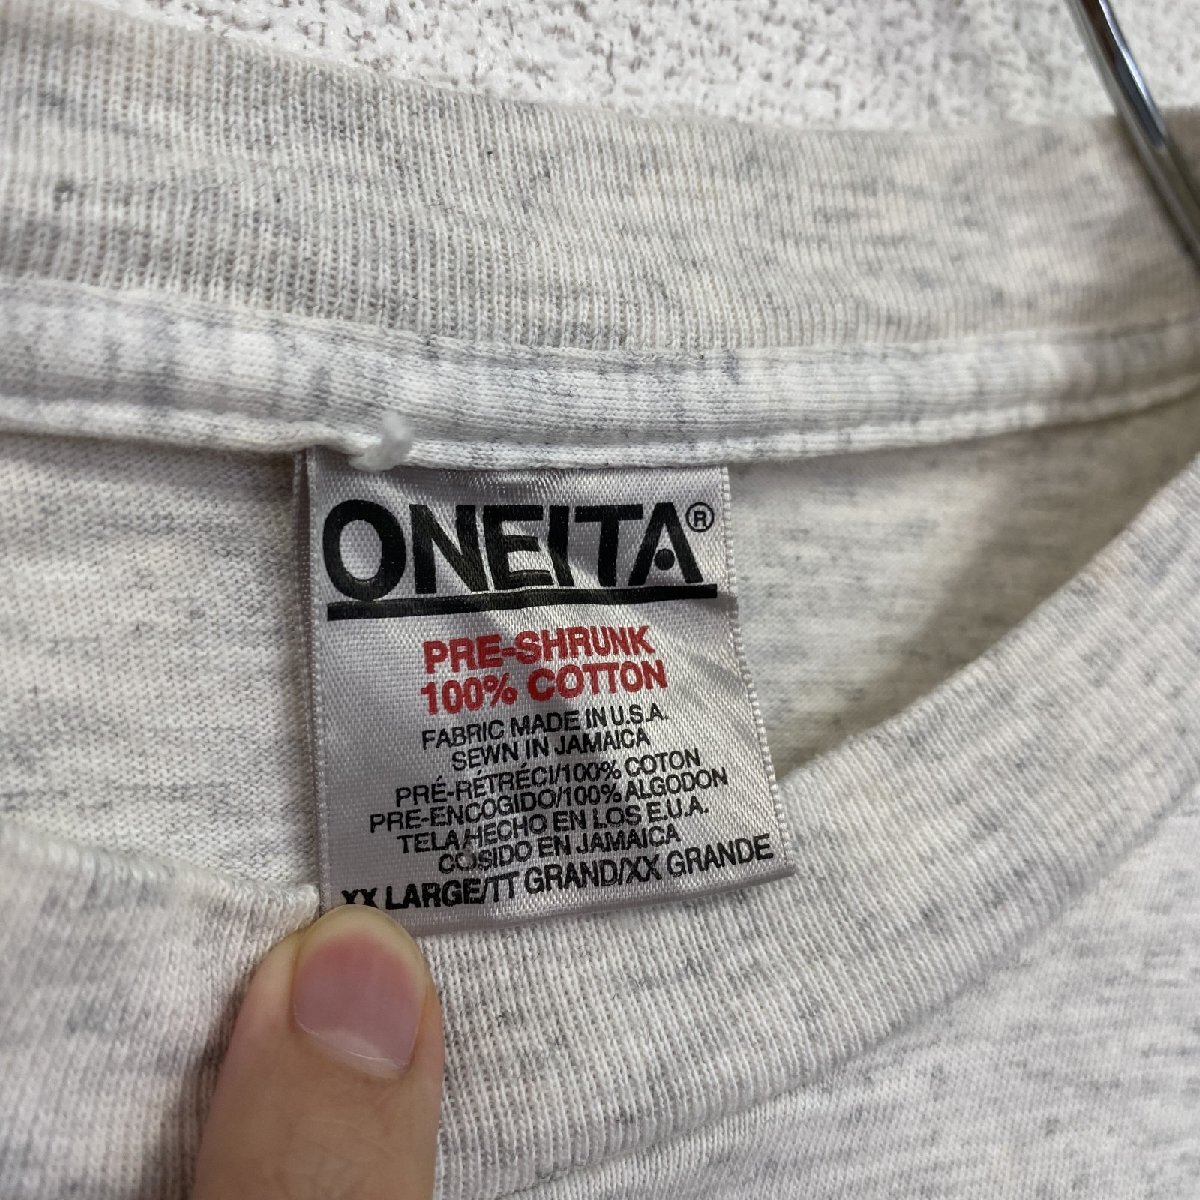 ONEITA®
PRE-SHRUNK
100% COTTON
FABRIC MADE IN U.S.A.
SEWN IN JAMAICA
PRÉ-RÉTRÉCI/100% COTON
PRE-ENCOGIDO/100% ALGODON
TELA/HECHO EN LOS E.U.A.
COSIDO EN JAMAICA
XX LARGE/TT GRAND/XX GRANDE